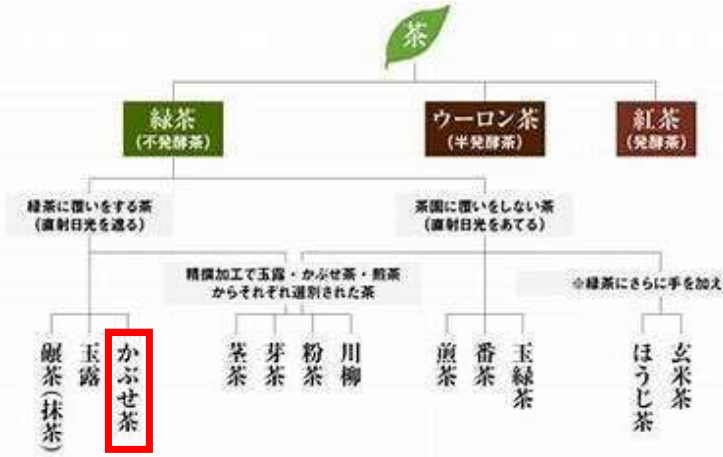 茶
緑茶
(不発酵茶)
ウーロン茶
(半発酵茶)
紅茶
(発酵茶)
緑茶に覆いをする茶
(直射日光を遮る)
茶園に覆いをしない茶
(直射日光をあてる)
精撰加工で玉露・かぶせ茶・煎茶
からそれぞれ選別された茶
※緑茶にさらに手を加え
碾茶(抹茶)
玉露
かぶせ茶
茎茶
芽茶
粉茶
川柳
煎茶
番茶
玉緑茶
ほうじ茶
玄米茶